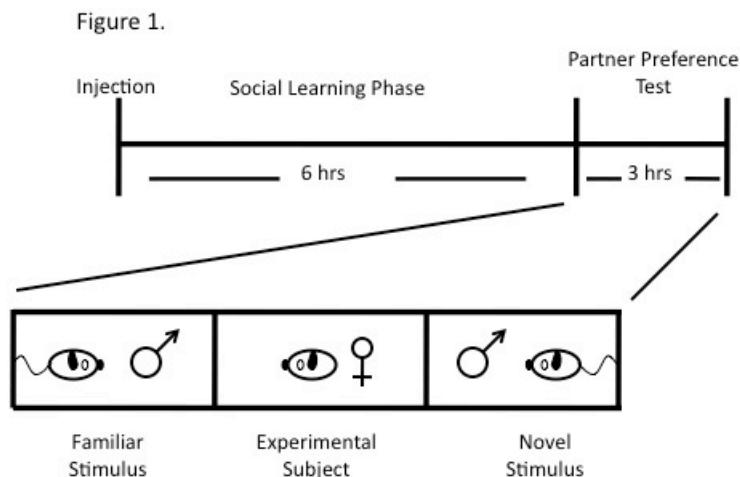 Figure 1.
Injection
Social Learning Phase
Partner Preference
Test
6 hrs
3 hrs
Familiar
Stimulus
Experimental
Subject
Novel
Stimulus